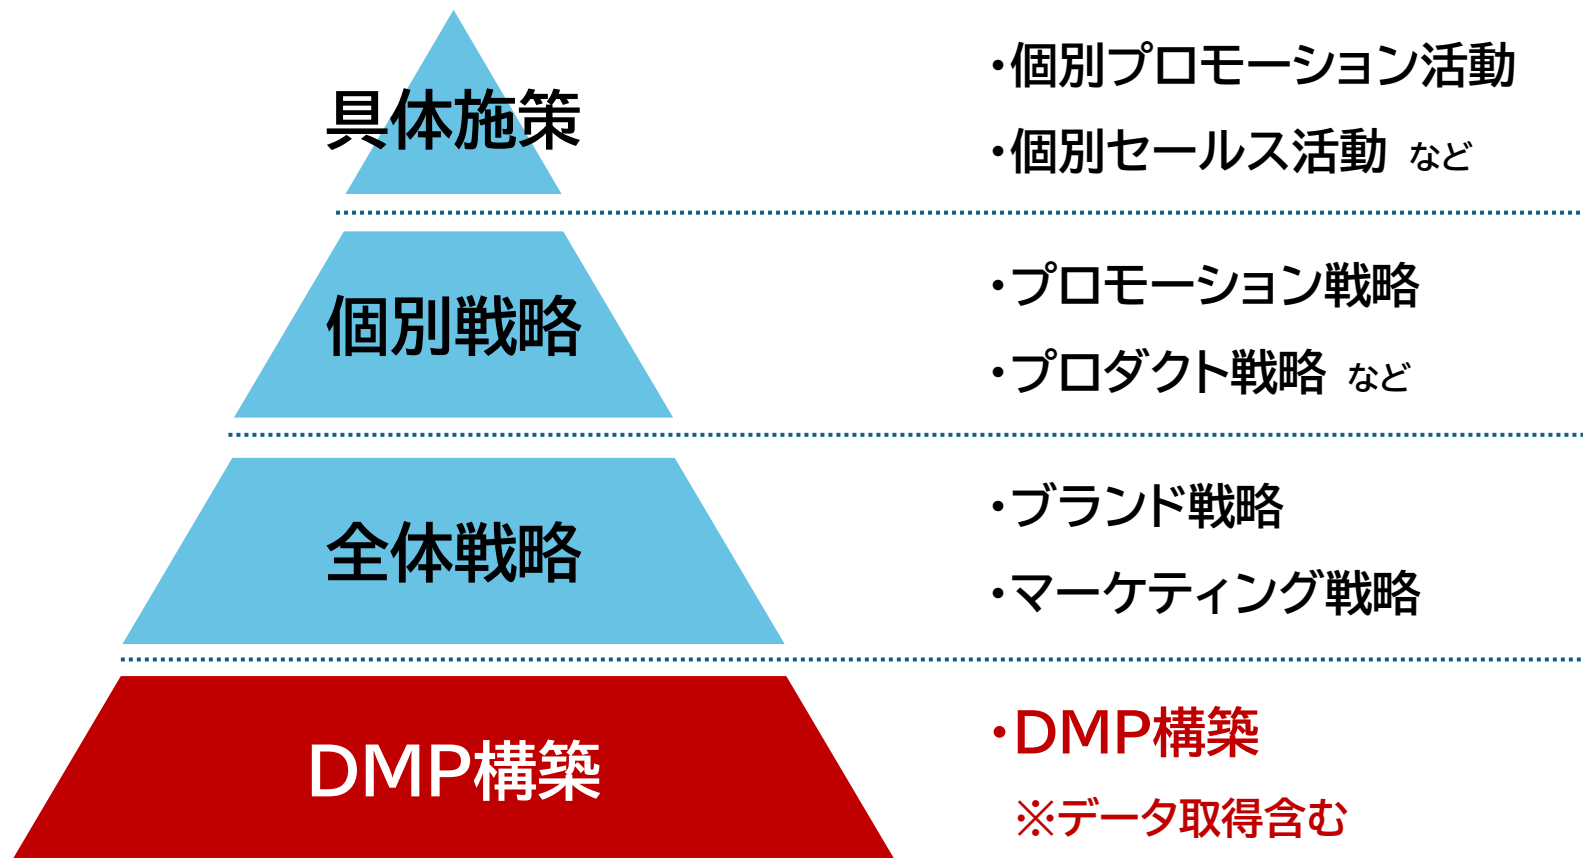 具体施策
・個別プロモーション活動
・個別セールス活動 など
個別戦略
・プロモーション戦略
・プロダクト戦略 など
全体戦略
・ブランド戦略
・マーケティング戦略
DMP構築
・DMP構築
※データ取得含む